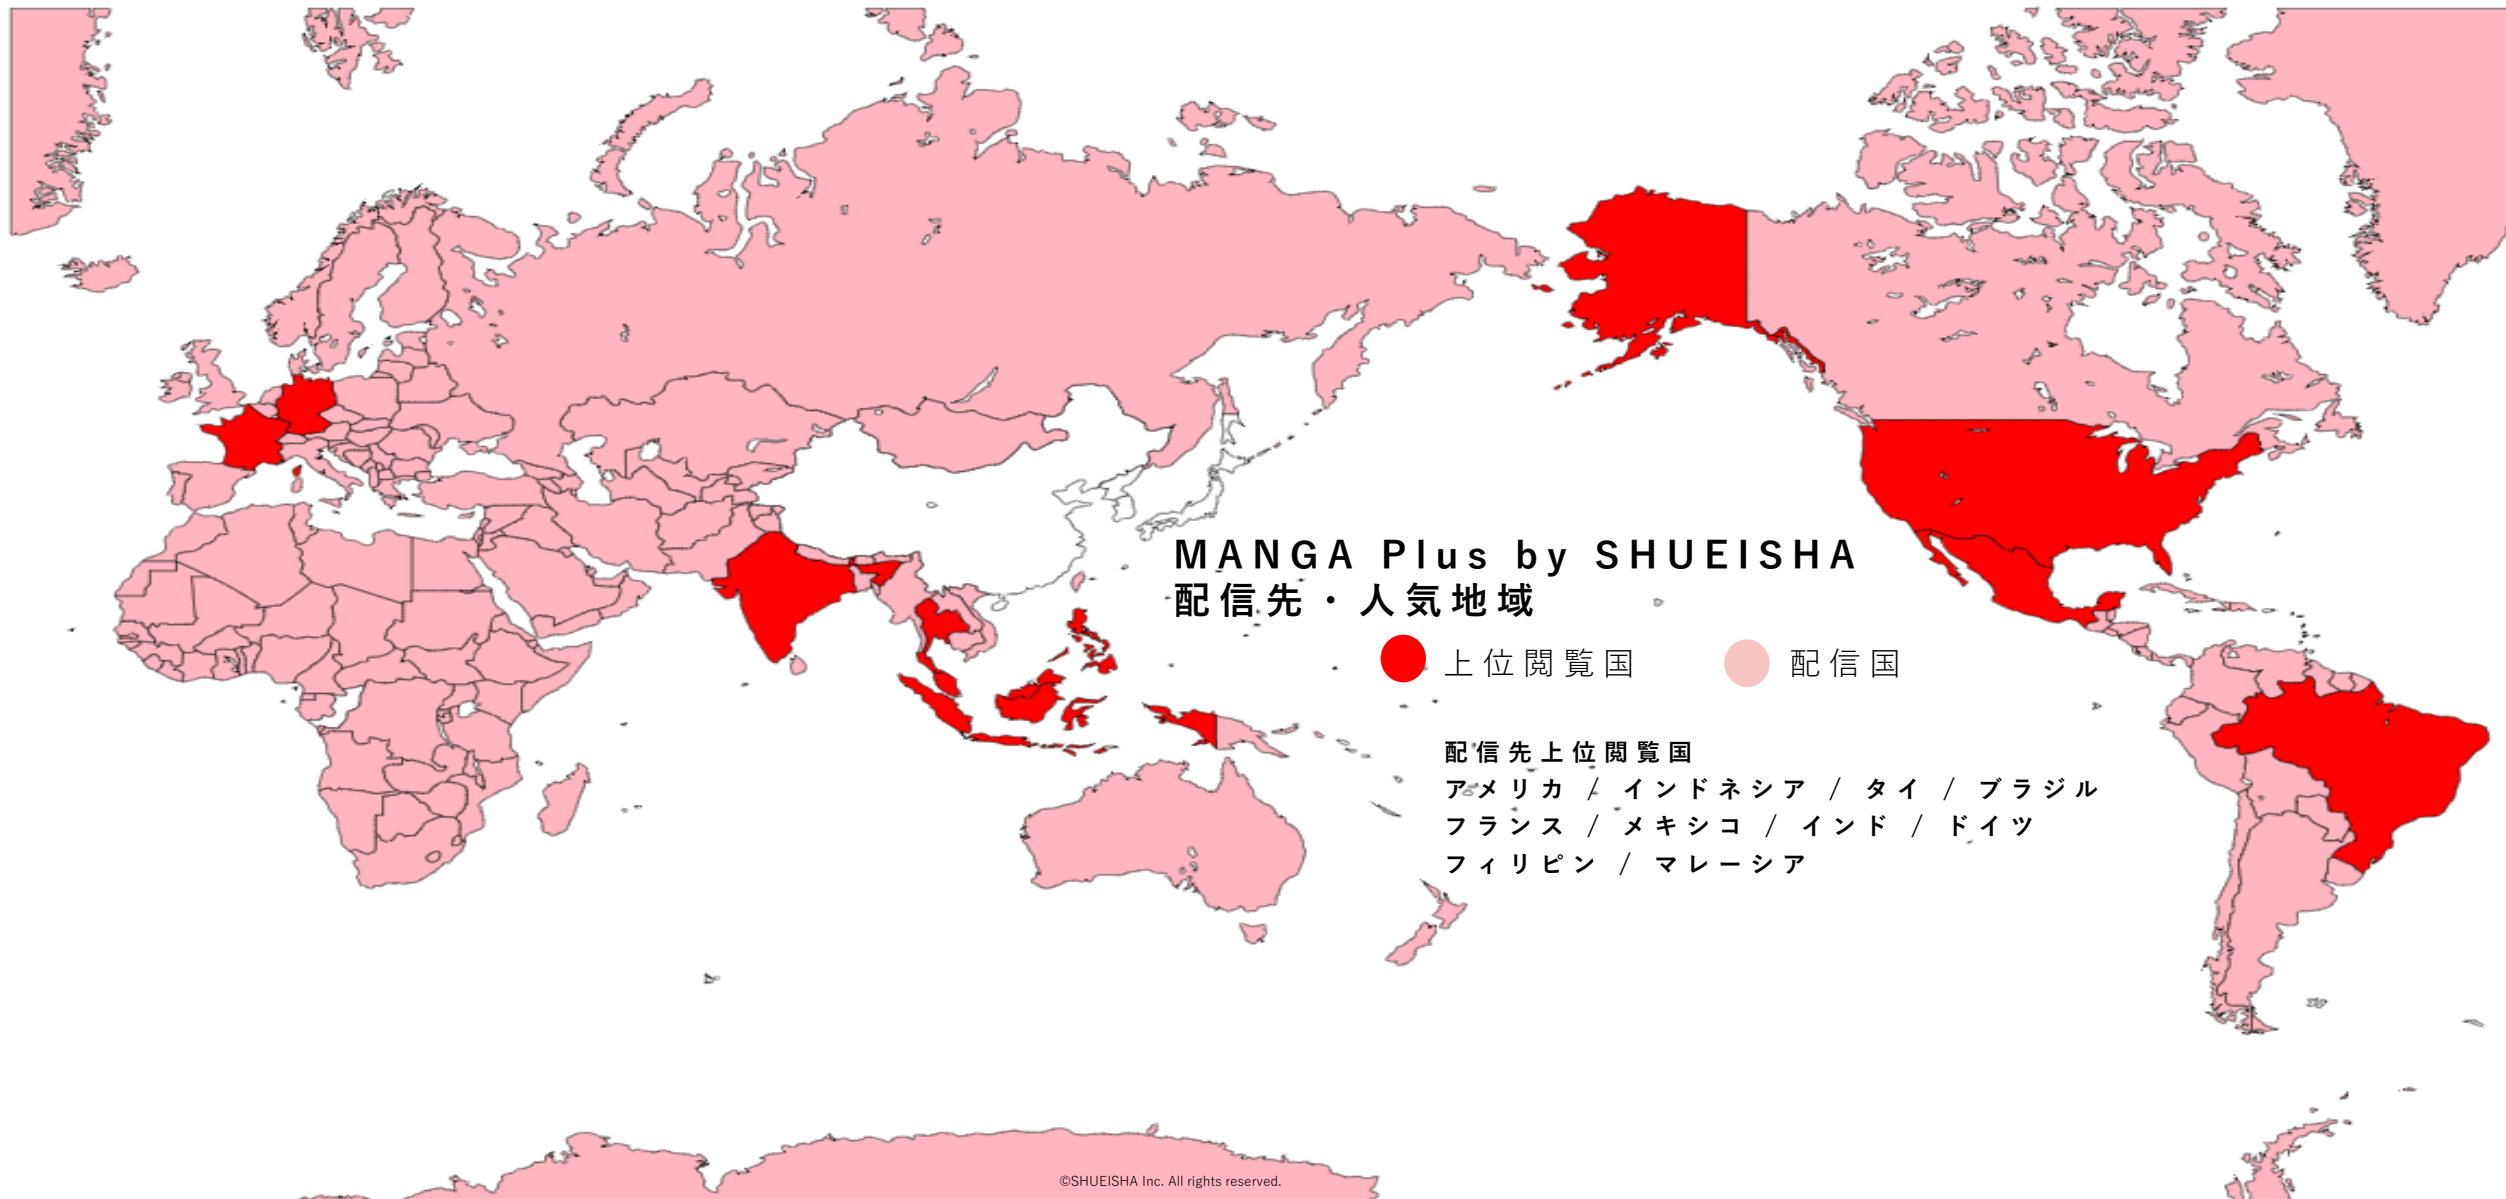 MANGA Plus by SHUEISHA
配信先・人気地域
上位閲覧国
配信国
配信先上位閲覧国
アメリカ / インドネシア / タイ / ブラジル
フランス / メキシコ / インド / ドイツ
フィリピン / マレーシア
©SHUEISHA Inc. All rights reserved.